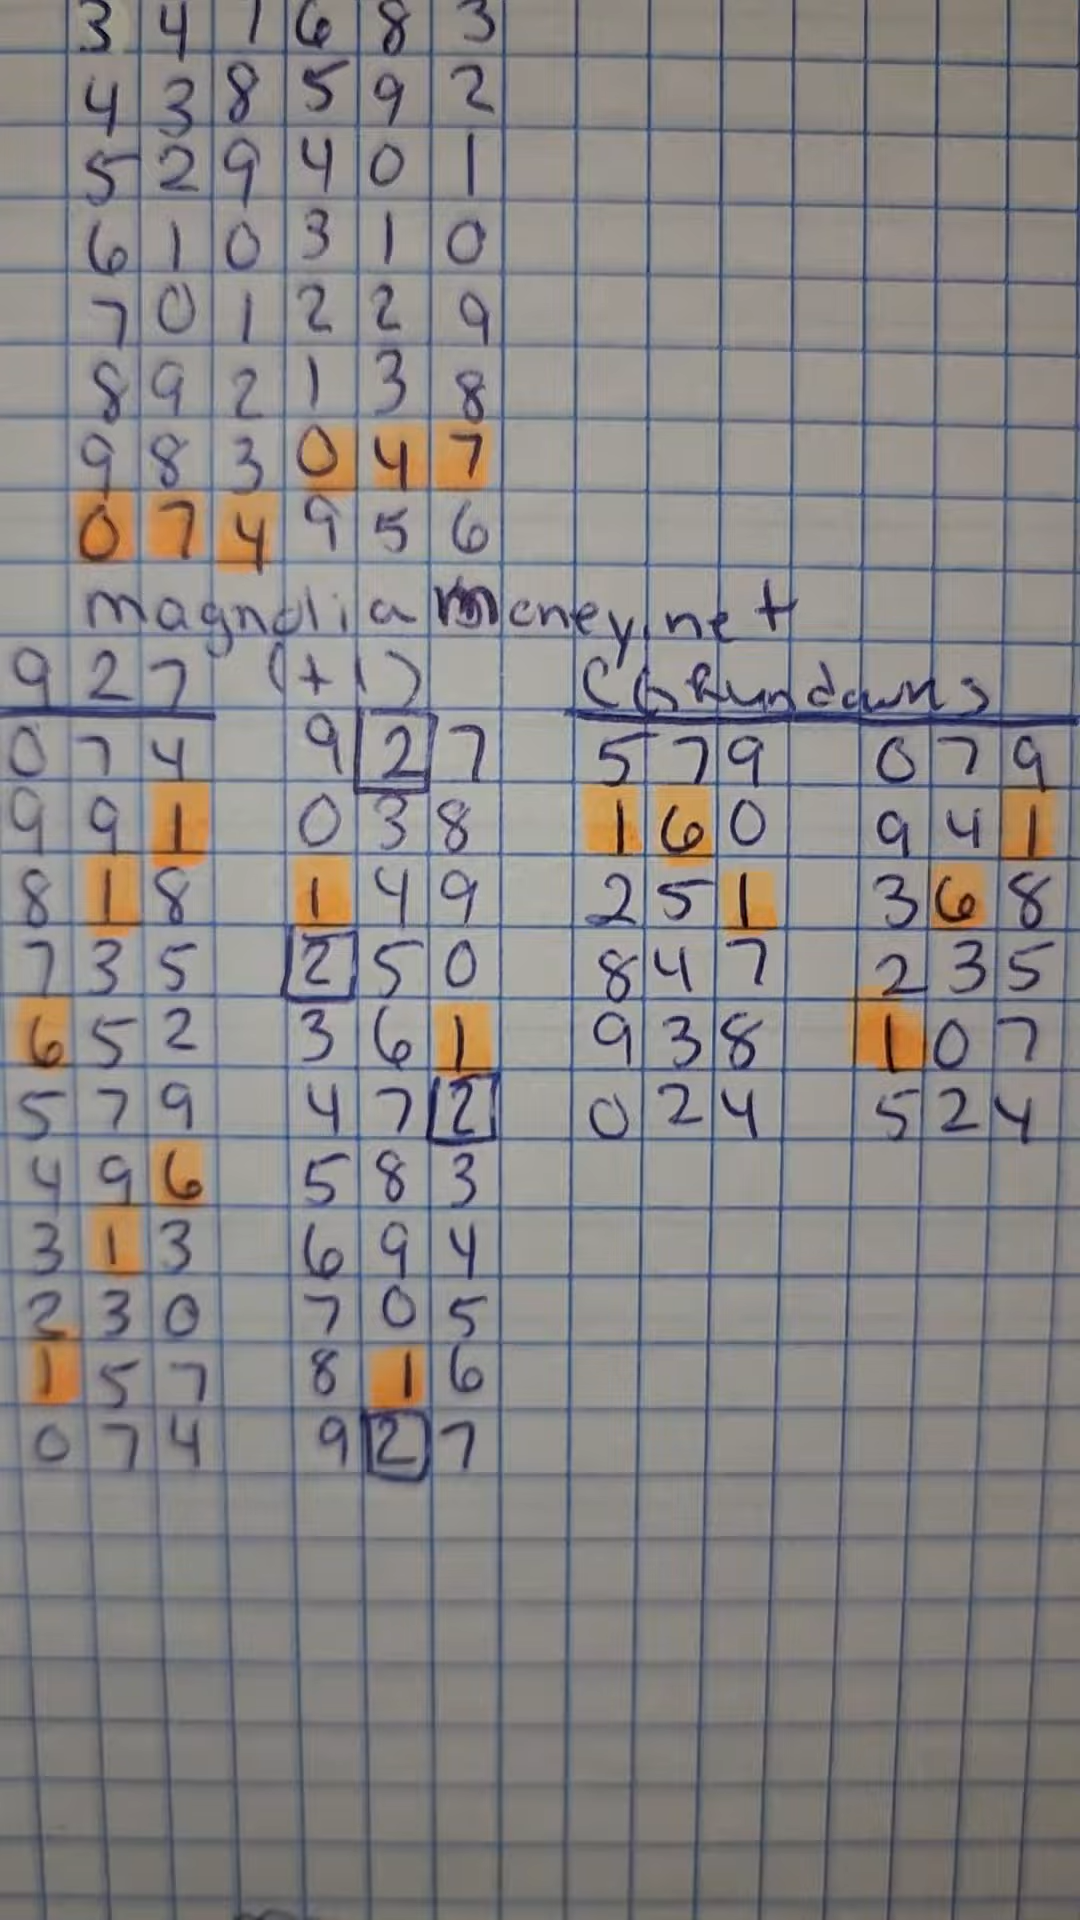 3 4 1 6 8 3
4 3 8 5 9 2
5 2 9 4 0 1
6 1 0 3 1 0
7 0 1 2 2 9
8 9 2 1 3 8
9 8 3 0 4 7
0 7 4 9 5 6
magnolia money.net
9 2 7 (+1) Rundowns
0 7 4 9 2 7 5 7 9 0 7 9
9 9 1 0 3 8 1 6 0 9 4 1
8 1 8 1 4 9 2 5 1 3 6 8
7 3 5 2 5 0 8 4 7 2 3 5
6 5 2 3 6 1 9 3 8 1 0 7
5 7 9 4 7 2 0 2 4 5 2 4
4 9 6 5 8 3
3 1 3 6 9 4
2 3 0 7 0 5
1 5 7 8 1 6
0 7 4 9 2 7